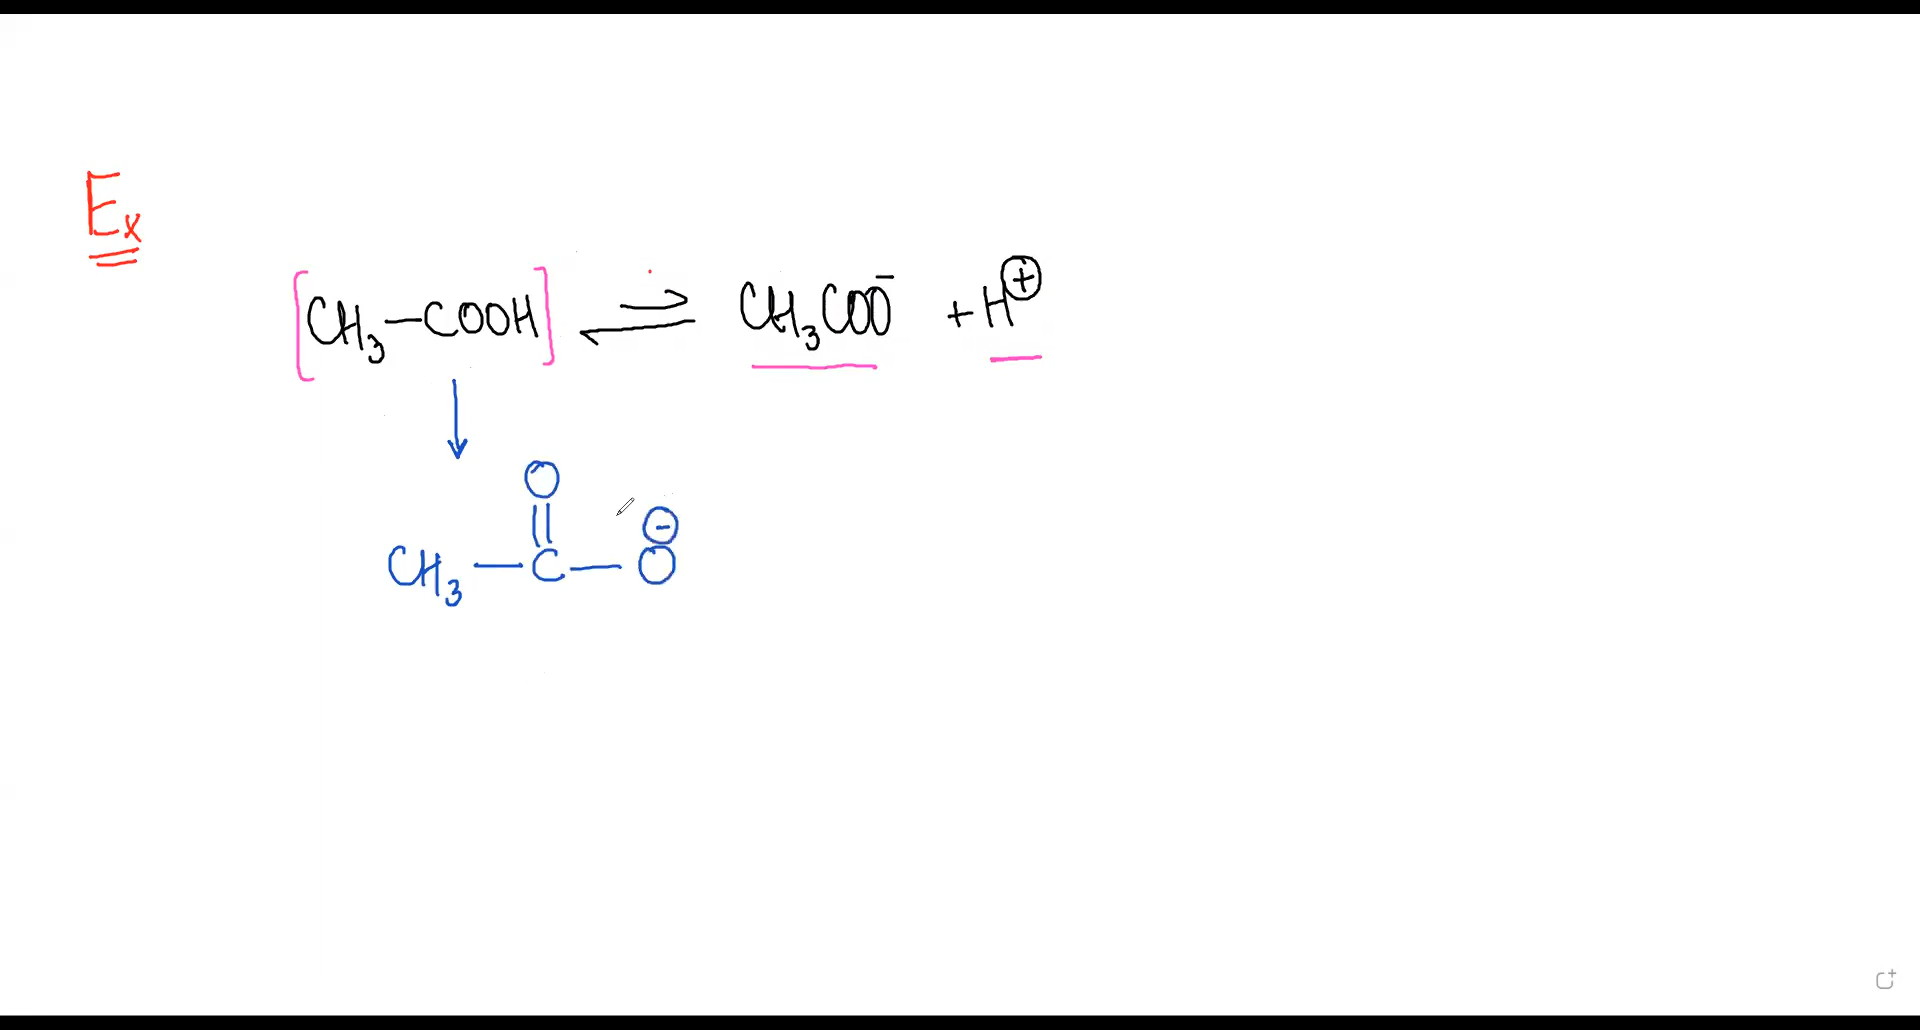 Ex
[CH₃–COOH] ⇌ CH₃COO⁻ + H⊕
O
||
CH₃ — C — O⊖